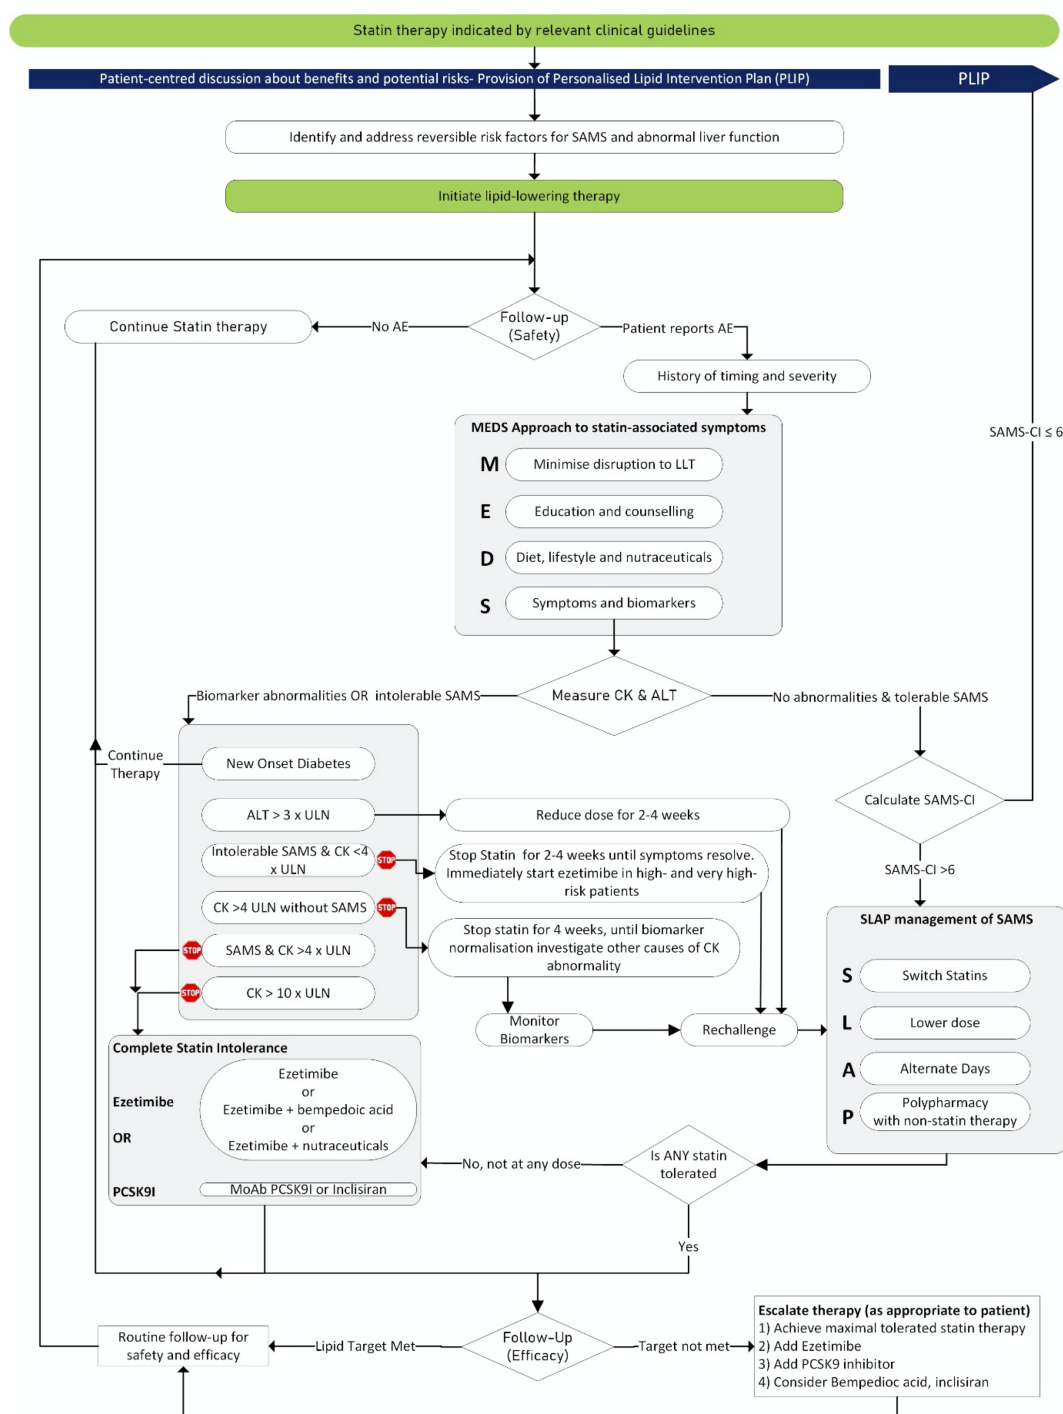 Statin therapy indicated by relevant clinical guidelines
Patient-centred discussion about benefits and potential risks- Provision of Personalised Lipid Intervention Plan (PLIP)
PLIP
Identify and address reversible risk factors for SAMS and abnormal liver function
Initiate lipid-lowering therapy
Follow-up
(Safety)
No AE
Continue Statin therapy
Patient reports AE
History of timing and severity
SAMS-CI ≤ 6
MEDS Approach to statin-associated symptoms
M Minimise disruption to LLT
E Education and counselling
D Diet, lifestyle and nutraceuticals
S Symptoms and biomarkers
Measure CK & ALT
Biomarker abnormalities OR intolerable SAMS
No abnormalities & tolerable SAMS
Continue
Therapy
New Onset Diabetes
ALT > 3 x ULN
Intolerable SAMS & CK <4
x ULN
STOP
CK >4 ULN without SAMS
STOP
STOP
SAMS & CK >4 x ULN
STOP
CK > 10 x ULN
Reduce dose for 2-4 weeks
Stop Statin for 2-4 weeks until symptoms resolve.
Immediately start ezetimibe in high- and very high-
risk patients
Stop statin for 4 weeks, until biomarker
normalisation investigate other causes of CK
abnormality
Monitor
Biomarkers
Rechallenge
Calculate SAMS-CI
SAMS-CI >6
SLAP management of SAMS
S Switch Statins
L Lower dose
A Alternate Days
P Polypharmacy
with non-statin therapy
Complete Statin Intolerance
Ezetimibe
OR
PCSK9I
Ezetimibe
or
Ezetimibe + bempedoic acid
or
Ezetimibe + nutraceuticals
MoAb PCSK9I or Inclisiran
Is ANY statin
tolerated
No, not at any dose
Yes
Follow-Up
(Efficacy)
Lipid Target Met
Routine follow-up for
safety and efficacy
Target not met
Escalate therapy (as appropriate to patient)
1) Achieve maximal tolerated statin therapy
2) Add Ezetimibe
3) Add PCSK9 inhibitor
4) Consider Bempedioc acid, inclisiran